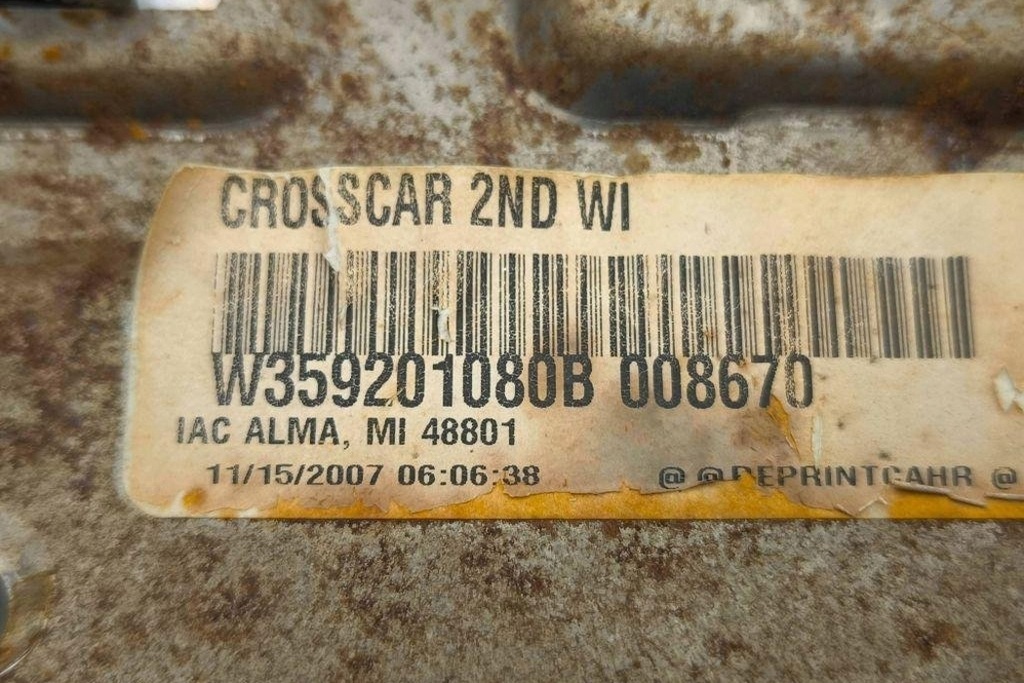 CROSSCAR 2ND WI
W359201080B 008670
IAC ALMA, MI 48801
11/15/2007 06:06:38 @ @ @